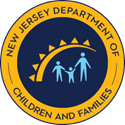 NEW JERSEY DEPARTMENT OF
CHILDREN AND FAMILIES